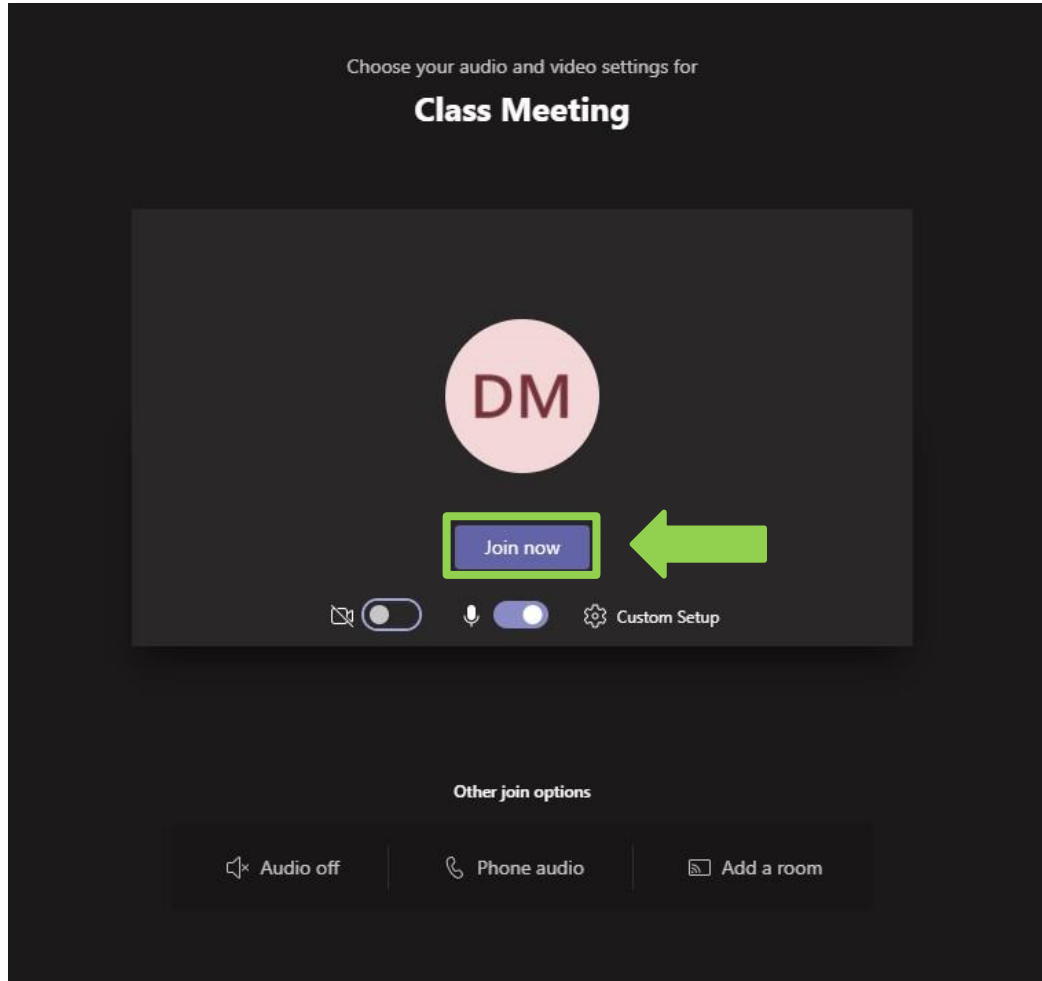 Choose your audio and video settings for
Class Meeting
DM
Join now
Custom Setup
Other join options
Audio off
Phone audio
Add a room